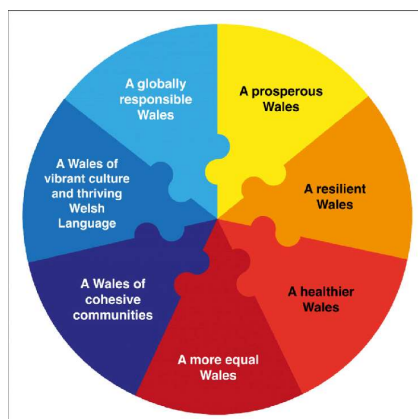 A prosperous
Wales
A resilient
Wales
A healthier
Wales
A more equal
Wales
A Wales of
cohesive
communities
A Wales of
vibrant culture
and thriving
Welsh
Language
A globally
responsible
Wales